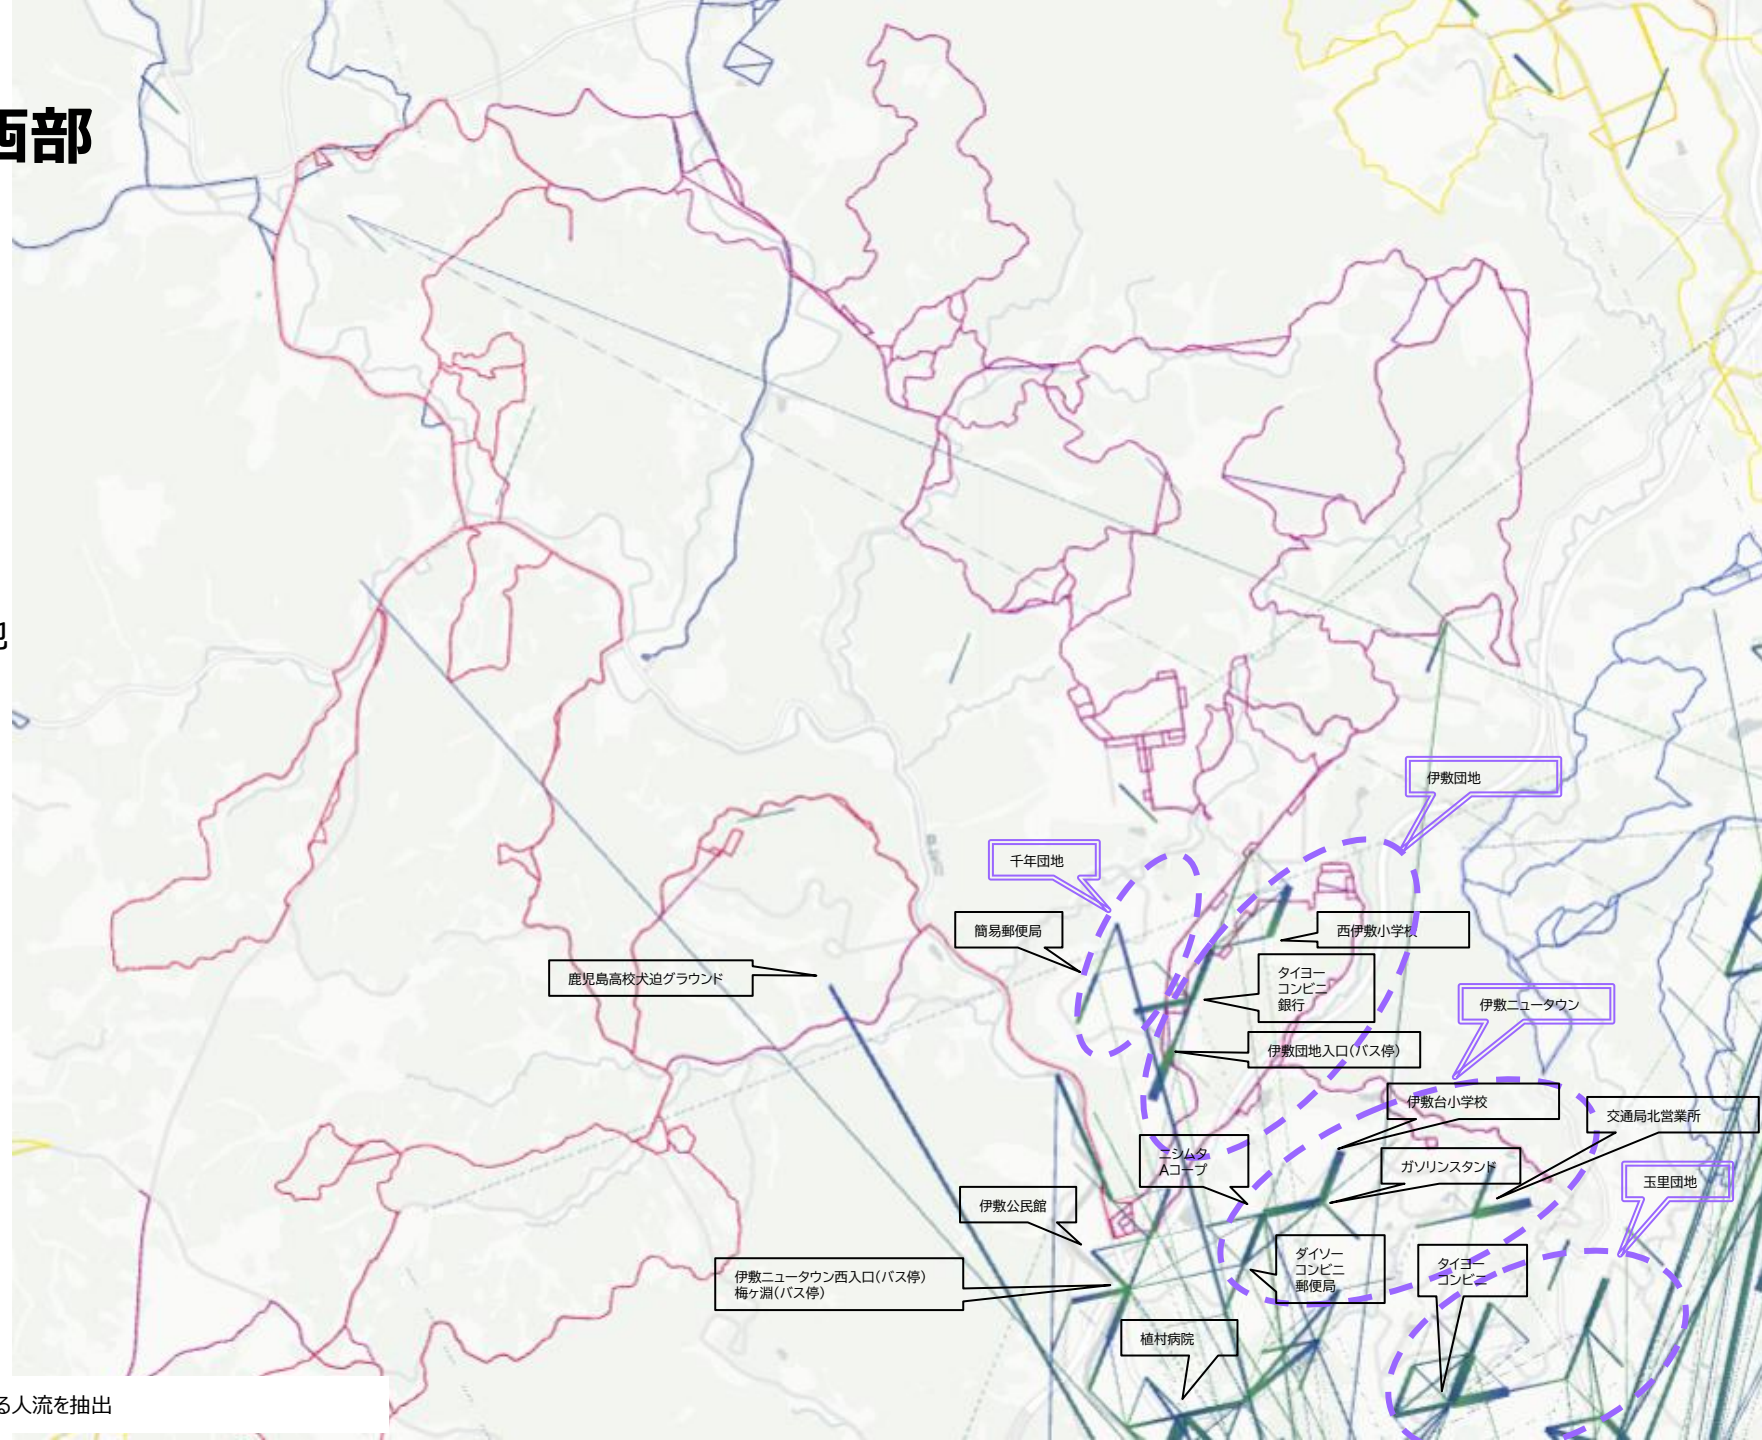 西部
る人流を抽出
伊敷団地
千年団地
簡易郵便局
西伊敷小学校
鹿児島高校犬迫グラウンド
タイヨー
コンビニ
銀行
伊敷ニュータウン
伊敷団地入口(バス停)
伊敷台小学校
交通局北営業所
ニシムタ
Aコープ
ガソリンスタンド
玉里団地
伊敷公民館
伊敷ニュータウン西入口(バス停)
梅ヶ淵(バス停)
ダイソー
コンビニ
郵便局
タイヨー
コンビニ
植村病院